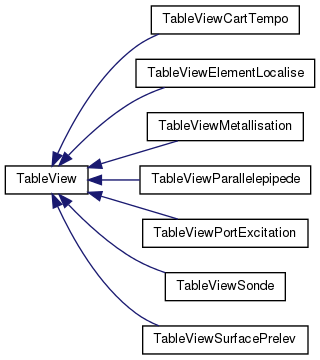 TableViewCartTempo
TableViewElementLocalise
TableViewMetallisation
TableView
TableViewParallelepipede
TableViewPortExcitation
TableViewSonde
TableViewSurfacePrelev